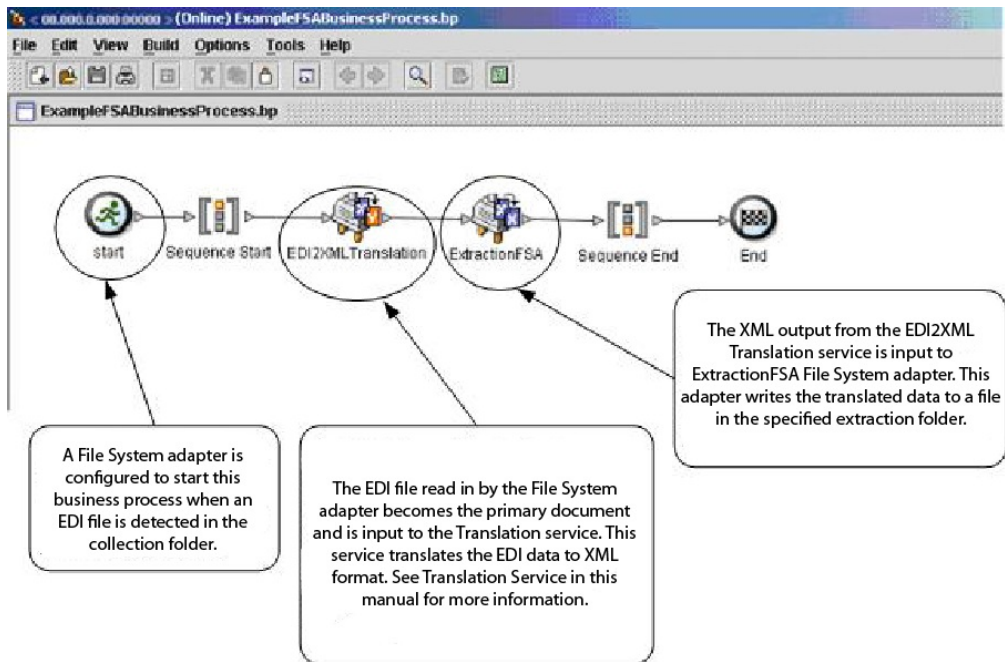 < 00.000.0.000:00000 > (Online) ExampleFSABusinessProcess.bp
File Edit View Build Options Tools Help
ExampleFSABusinessProcess.bp
start
Sequence Start
EDI2XMLTranslation
ExtractionFSA
Sequence End
End
The XML output from the EDI2XML
Translation service is input to
ExtractionFSA File System adapter. This
adapter writes the translated data to a file
in the specified extraction folder.
A File System adapter is
configured to start this
business process when an
EDI file is detected in the
collection folder.
The EDI file read in by the File System
adapter becomes the primary document
and is input to the Translation service. This
service translates the EDI data to XML
format. See Translation Service in this
manual for more information.